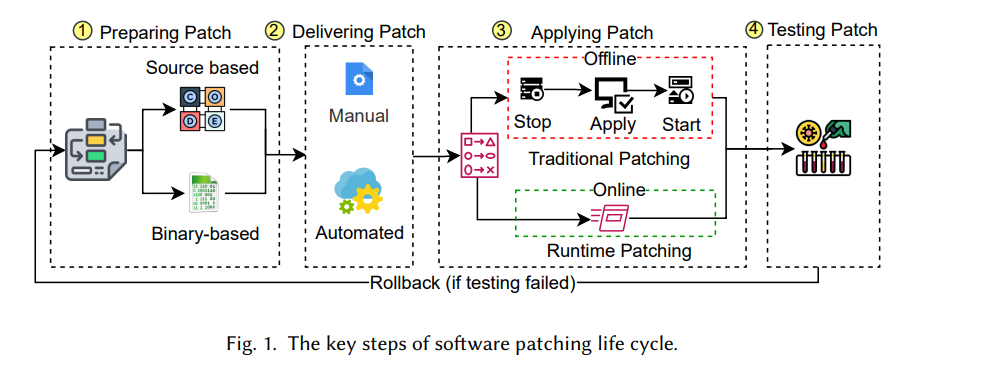 1 Preparing Patch
2 Delivering Patch
3 Applying Patch
4 Testing Patch
Source based
C O
D E
Binary-based
Manual
Automated
Offline
Stop
Apply
Start
Traditional Patching
Online
Runtime Patching
Rollback (if testing failed)
Fig. 1. The key steps of software patching life cycle.